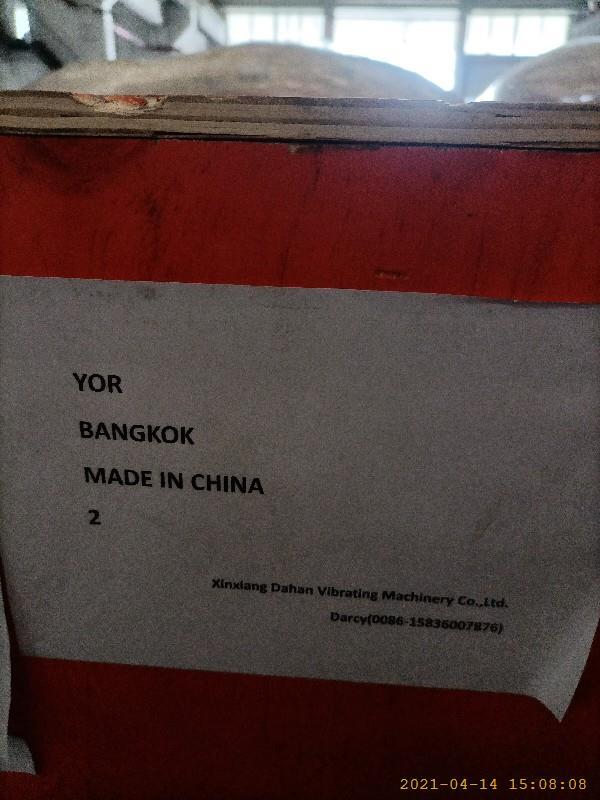 YOR
BANGKOK
MADE IN CHINA
2
Xinxiang Dahan Vibrating Machinery Co.,Ltd.
Darcy(0086-15836007876)
2021-04-14 15:08:08